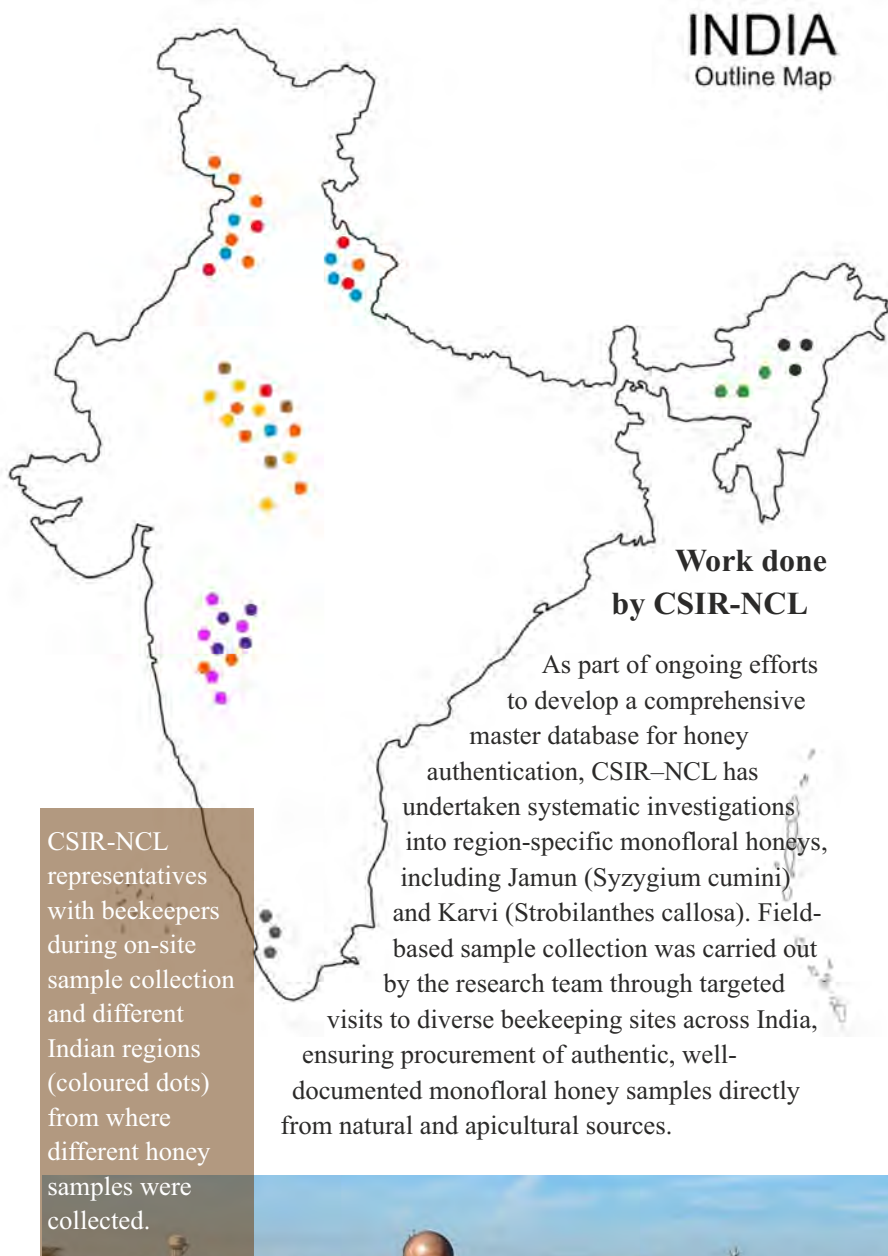 INDIA
Outline Map
Work done
by CSIR-NCL
As part of ongoing efforts
to develop a comprehensive
master database for honey
authentication, CSIR–NCL has
undertaken systematic investigations
into region-specific monofloral honeys,
including Jamun (Syzygium cumini)
and Karvi (Strobilanthes callosa). Field-
based sample collection was carried out
by the research team through targeted
visits to diverse beekeeping sites across India,
ensuring procurement of authentic, well-
documented monofloral honey samples directly
from natural and apicultural sources.
CSIR-NCL
representatives
with beekeepers
during on-site
sample collection
and different
Indian regions
(coloured dots)
from where
different honey
samples were
collected.